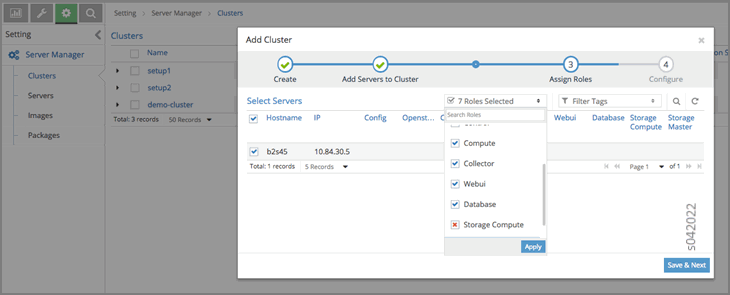 Setting > Server Manager > Clusters
Setting
Server Manager
Clusters
Servers
Images
Packages
Clusters
Name
setup1
setup2
demo-cluster
Total: 3 records 50 Records
Add Cluster
Create
Add Servers to Cluster
3
Assign Roles
4
Configure
Select Servers
7 Roles Selected
Filter Tags
Search Roles
Hostname IP Config Openst... Webui Database Storage Compute Storage Master
b2s45 10.84.30.5
Total: 1 records 5 Records
Page 1 of 1
Compute
Collector
Webui
Database
Storage Compute
Apply
Save & Next
s042022